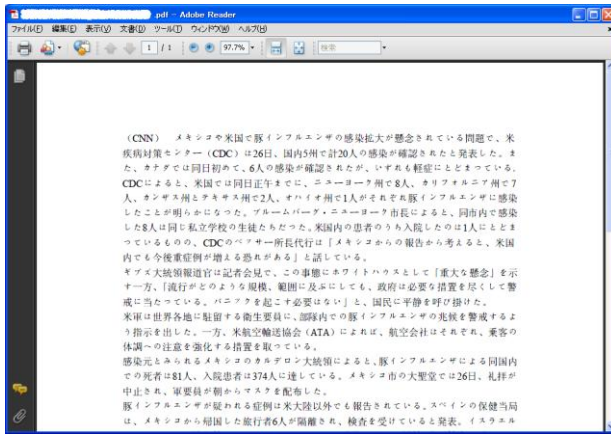 .pdf - Adobe Reader
ファイル(F) 編集(E) 表示(V) 文書(D) ツール(T) ウィンドウ(W) ヘルプ(H)
1 / 1 97.7% 検索
（CNN） メキシコや米国で豚インフルエンザの感染拡大が懸念されている問題で、米
疾病対策センター（CDC）は26日、国内5州で計20人の感染が確認されたと発表した。ま
た、カナダでは同日初めて、6人の感染が確認されたが、いずれも軽症にとどまっている。
CDCによると、米国では同日正午までに、ニューヨーク州で8人、カリフォルニア州で7
人、カンザス州とテキサス州で2人、オハイオ州で1人がそれぞれ豚インフルエンザに感染
したことが明らかになった。ブルームバーグ・ニューヨーク市長によると、同市内で感染
した8人は同じ私立学校の生徒たちだった。米国内の患者のうち入院したのは1人にとどま
っているものの、CDCのベッサー所長代行は「メキシコからの報告から考えると、米国
内でも今後重症例が増える恐れがある」と話している。
ギブズ大統領報道官は記者会見で、この事態にホワイトハウスとして「重大な懸念」を示
す一方、「流行がどのような規模、範囲に及ぶにしても、政府は必要な措置を尽くして警
戒に当たっている。パニックを起こす必要はない」と、国民に平静を呼び掛けた。
米軍は世界各地に駐留する衛生要員に、部隊内での豚インフルエンザの兆候を警戒するよ
う指示を出した。一方、米航空輸送協会（ATA）によれば、航空会社はそれぞれ、乗客の
体調への注意を強化する措置を取っている。
感染元とみられるメキシコのカルデロン大統領によると、豚インフルエンザによる同国内
での死者は81人、入院患者は374人に達している。メキシコ市の大聖堂では26日、礼拝が
中止され、軍要員が朝からマスクを配布した。
豚インフルエンザが疑われる症例は米大陸以外でも報告されている。スペインの保健当局
は、メキシコから帰国した旅行者6人が隔離され、検査を受けていると発表。イスラエル